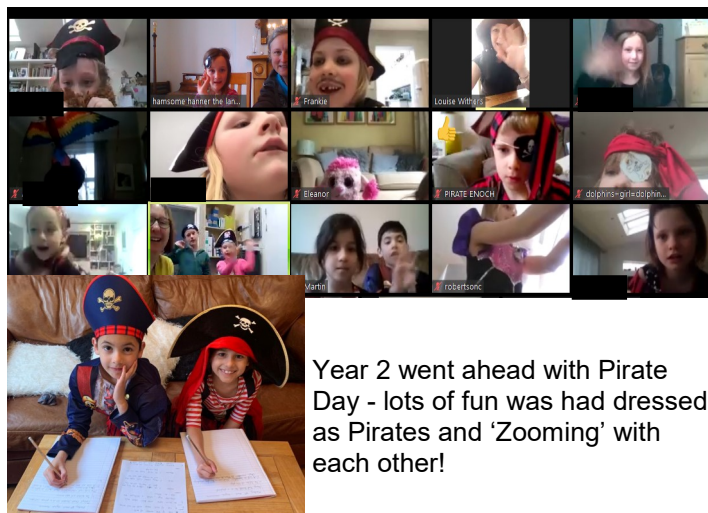 hamsome hanner the lan...
Frankie
Louise Withers
Eleanor
PIRATE ENOCH
dolphins=girl=dolphin...
Martin
robertsonc
Year 2 went ahead with Pirate
Day - lots of fun was had dressed
as Pirates and ‘Zooming’ with
each other!